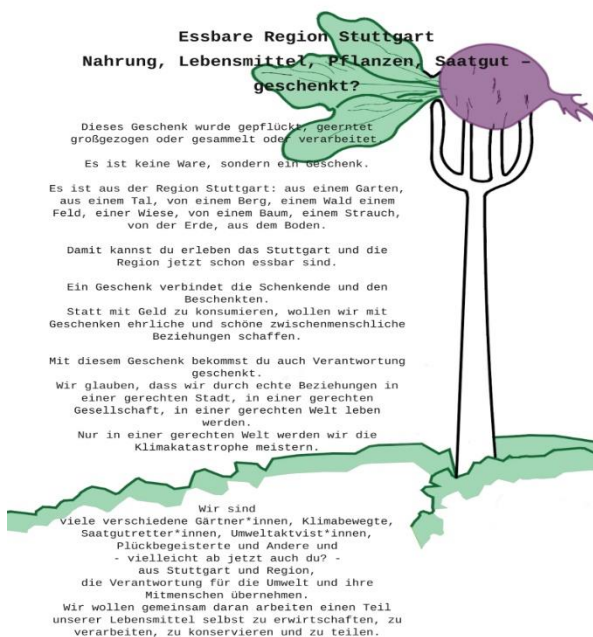 Essbare Region Stuttgart
Nahrung, Lebensmittel, Pflanzen, Saatgut –
geschenkt?
Dieses Geschenk wurde gepflückt, geerntet
großgezogen oder gesammelt oder verarbeitet.
Es ist keine Ware, sondern ein Geschenk.
Es ist aus der Region Stuttgart: aus einem Garten,
aus einem Tal, von einem Berg, einem Wald einem
Feld, einer Wiese, von einem Baum, einem Strauch,
von der Erde, aus dem Boden.
Damit kannst du erleben das Stuttgart und die
Region jetzt schon essbar sind.
Ein Geschenk verbindet die Schenkende und den
Beschenkten.
Statt mit Geld zu konsumieren, wollen wir mit
Geschenken ehrliche und schöne zwischenmenschliche
Beziehungen schaffen.
Mit diesem Geschenk bekommst du auch Verantwortung
geschenkt.
Wir glauben, dass wir durch echte Beziehungen in
einer gerechten Stadt, in einer gerechten
Gesellschaft, in einer gerechten Welt leben
werden.
Nur in einer gerechten Welt werden wir die
Klimakatastrophe meistern.
Wir sind
viele verschiedene Gärtner*innen, Klimabewegte,
Saatgutretter*innen, Umweltaktvist*innen,
Plückbegeisterte und Andere und
- vielleicht ab jetzt auch du? -
aus Stuttgart und Region,
die Verantwortung für die Umwelt und ihre
Mitmenschen übernehmen.
Wir wollen gemeinsam daran arbeiten einen Teil
unserer Lebensmittel selbst zu erwirtschaften, zu
verarbeiten, zu konservieren und zu teilen.